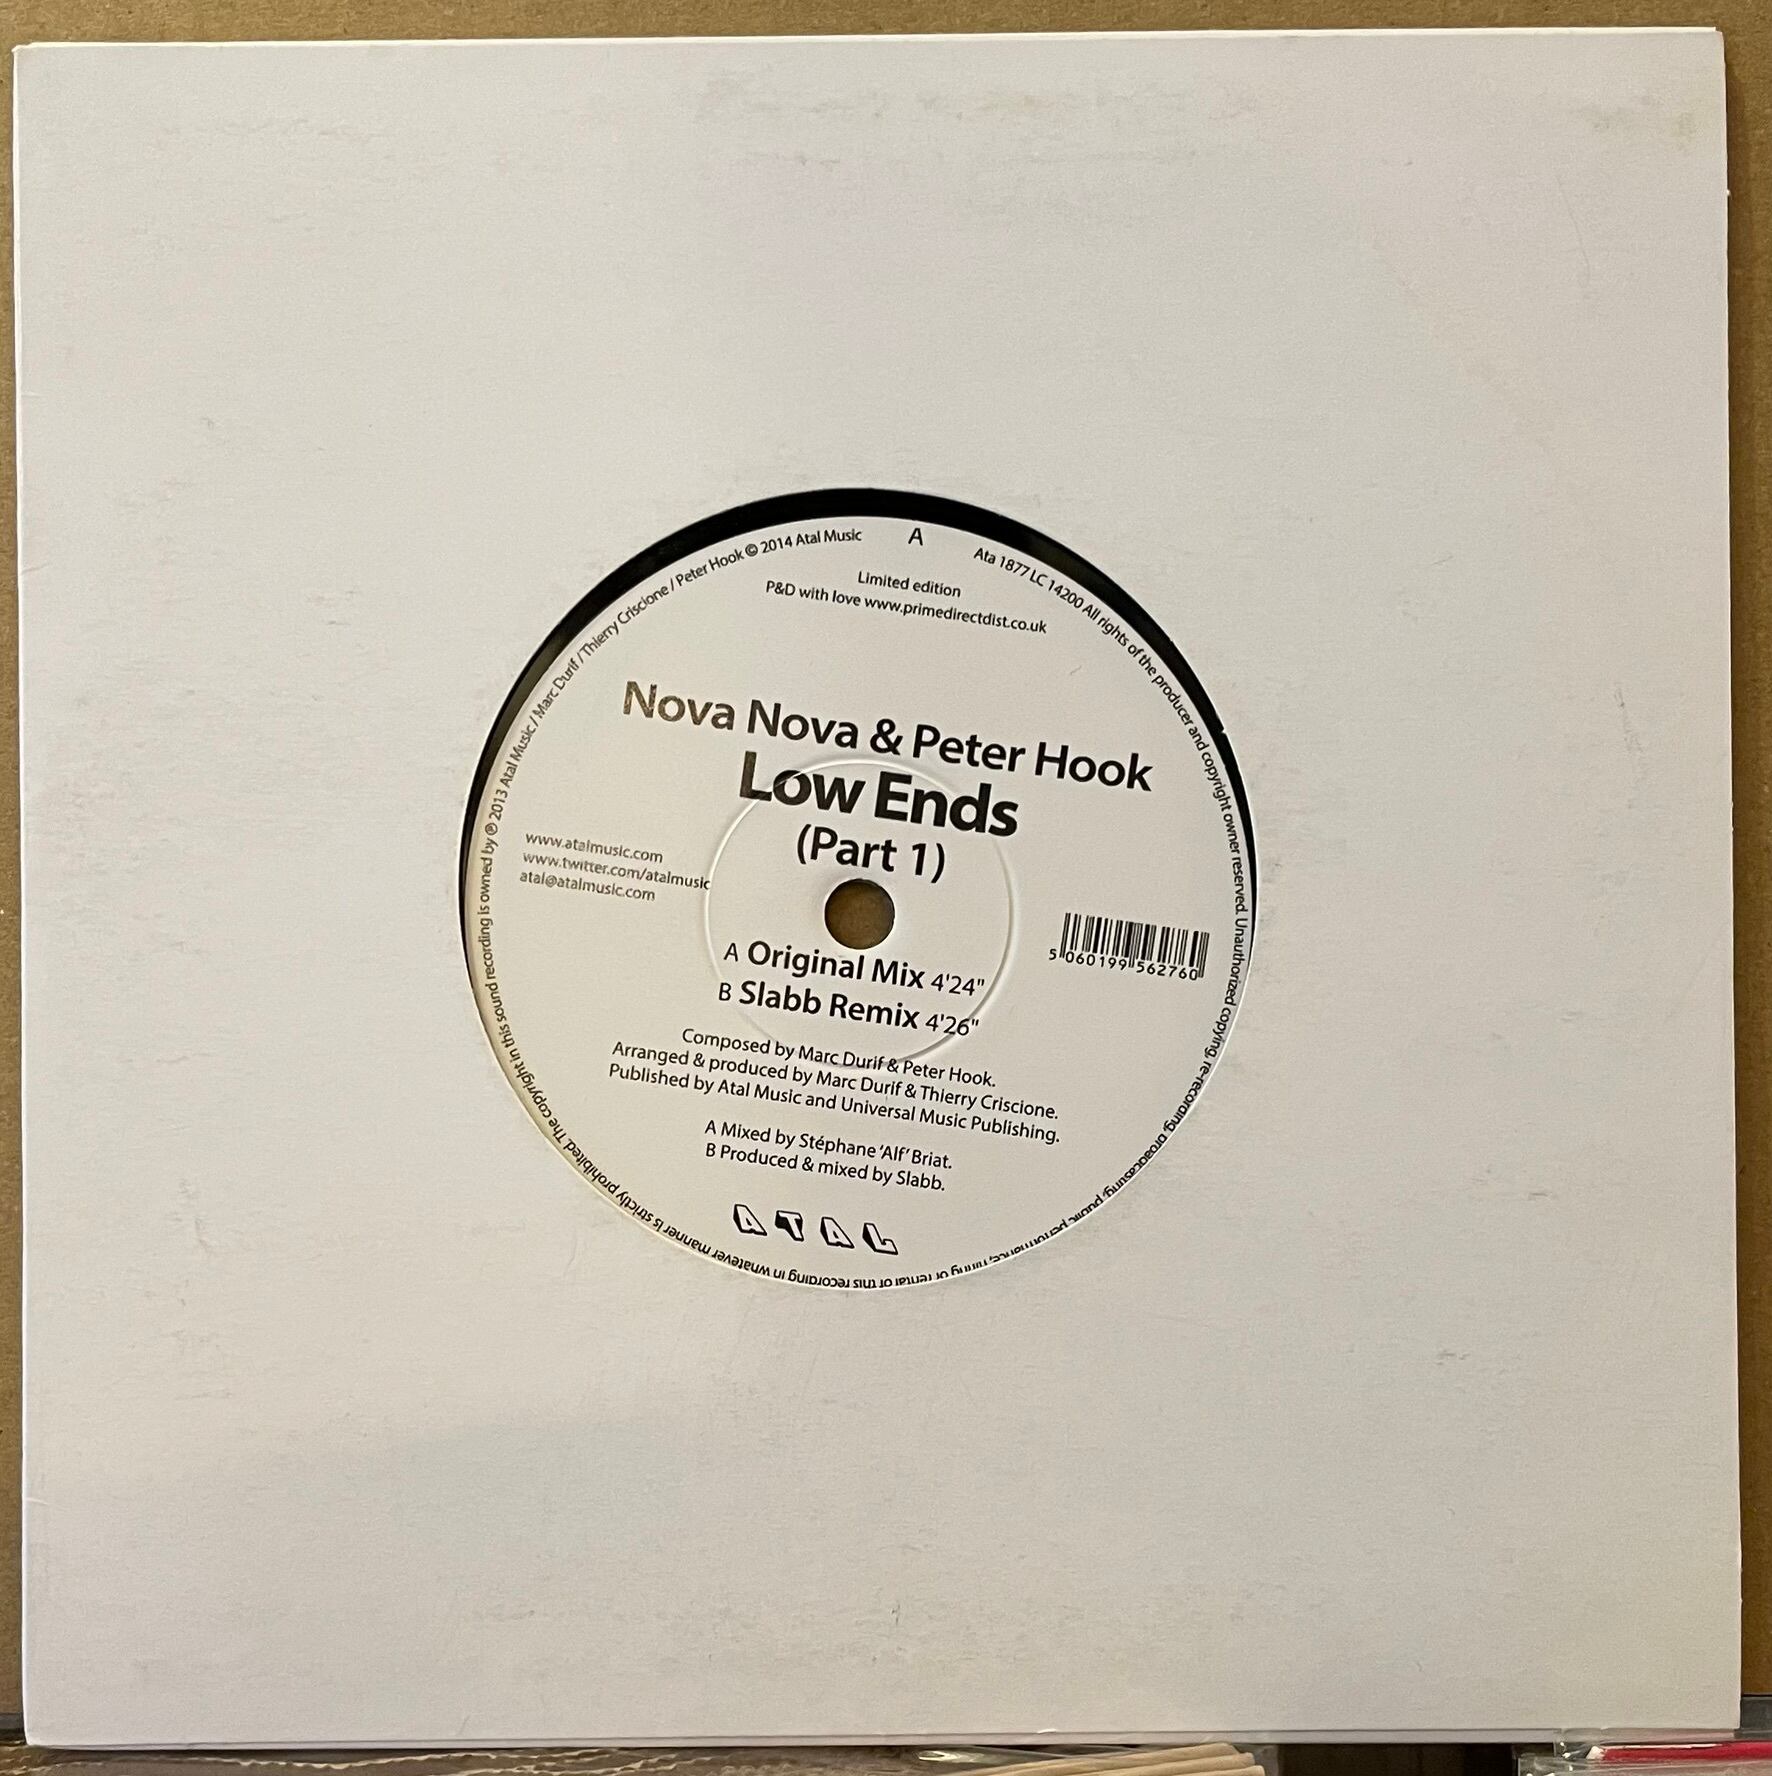 A
Limited edition
P&D with love www.primedirectdist.co.uk
Nova Nova & Peter Hook
Low Ends
(Part 1)
www.atalmusic.com
www.twitter.com/atalmusic
atal@atalmusic.com
5 060199 562760
A Original Mix 4'24"
B Slabb Remix 4'26"
Composed by Marc Durif & Peter Hook.
Arranged & produced by Marc Durif & Thierry Criscione.
Published by Atal Music and Universal Music Publishing.
A Mixed by Stéphane ‘Alf’ Briat.
B Produced & mixed by Slabb.
ATAL
Ata 1877 LC 14200 All rights of the producer and copyright owner reserved. Unauthorized copying, re-recording, broadcasting, public performance, hiring or rental of this recording in whatever manner is strictly prohibited. The copyright in this sound recording is owned by ℗ 2013 Atal Music / Marc Durif / Thierry Criscione / Peter Hook © 2014 Atal Music